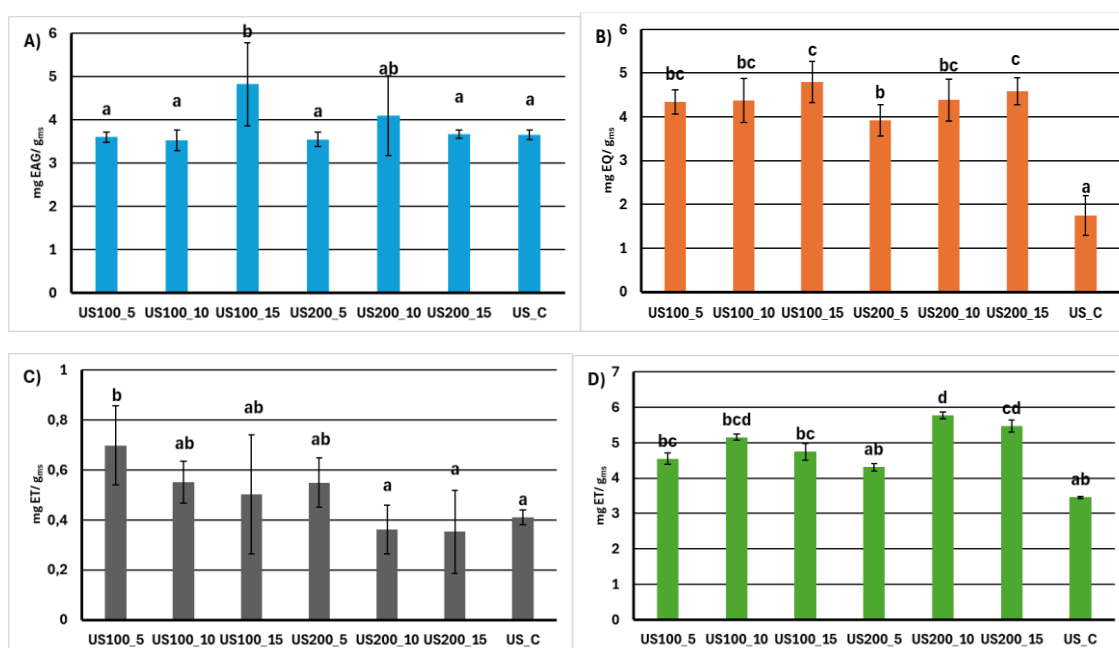 A)
mg EAG/ gms
6
5
4
3
2
1
0
a
a
b
a
ab
a
a
US100_5 US100_10 US100_15 US200_5 US200_10 US200_15 US_C
B)
mg EQ/ gms
6
5
4
3
2
1
0
bc
bc
c
b
bc
c
a
US100_5 US100_10 US100_15 US200_5 US200_10 US200_15 US_C
C)
mg ET/ gms
1
0,8
0,6
0,4
0,2
0
b
ab
ab
ab
a
a
a
US100_5 US100_10 US100_15 US200_5 US200_10 US200_15 US_C
D)
mg ET/ gms
7
6
5
4
3
2
1
0
bc
bcd
bc
ab
d
cd
ab
US100_5 US100_10 US100_15 US200_5 US200_10 US200_15 US_C